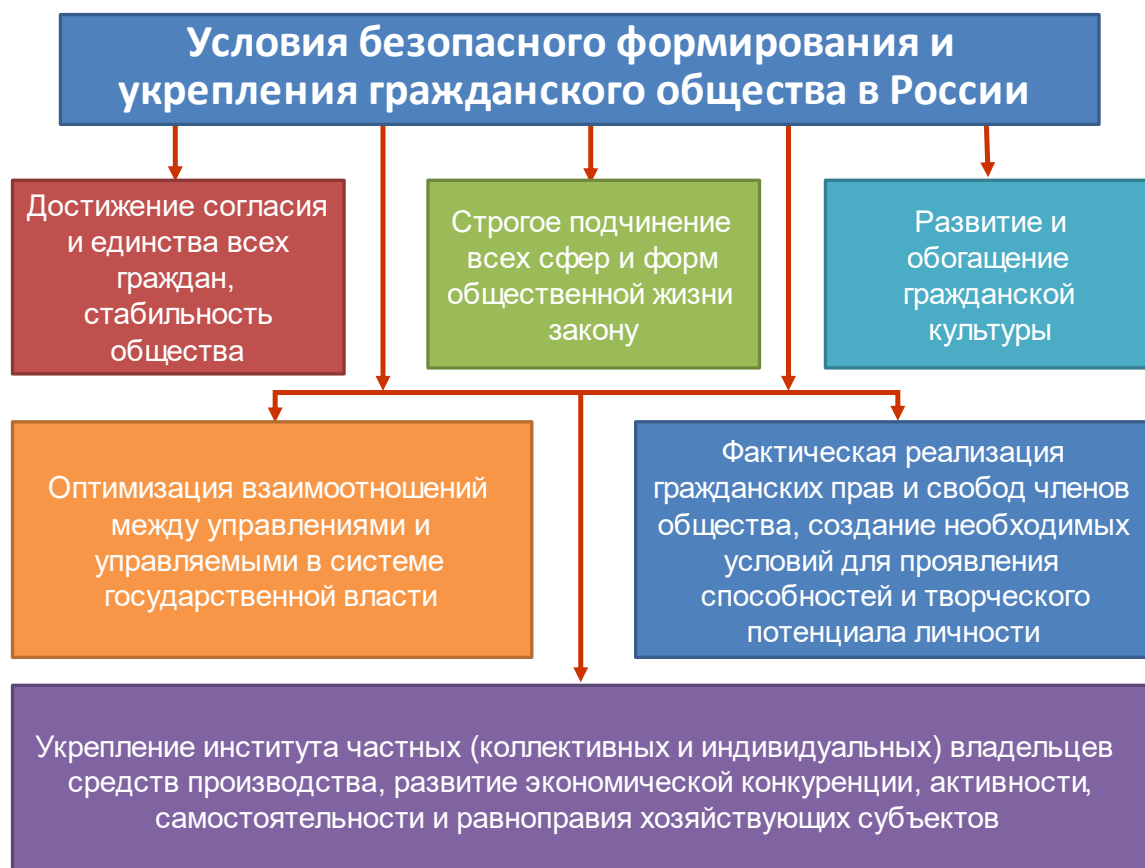 Условия безопасного формирования и
укрепления гражданского общества в России
Достижение согласия
и единства всех
граждан,
стабильность
общества
Строгое подчинение
всех сфер и форм
общественной жизни
закону
Развитие и
обогащение
гражданской
культуры
Оптимизация взаимоотношений
между управлениями и
управляемыми в системе
государственной власти
Фактическая реализация
гражданских прав и свобод членов
общества, создание необходимых
условий для проявления
способностей и творческого
потенциала личности
Укрепление института частных (коллективных и индивидуальных) владельцев
средств производства, развитие экономической конкуренции, активности,
самостоятельности и равноправия хозяйствующих субъектов